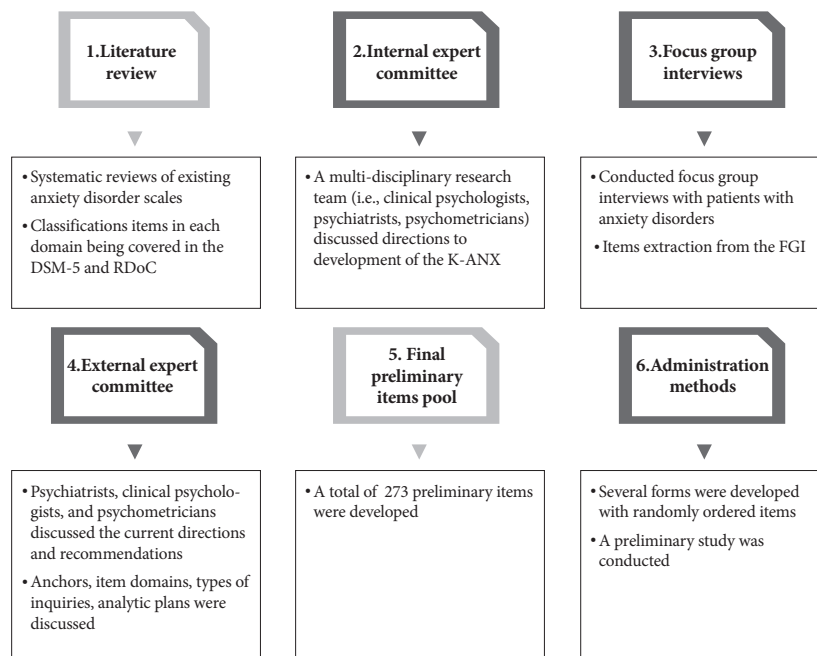 1.Literature
review
2.Internal expert
committee
3.Focus group
interviews
• Systematic reviews of existing
anxiety disorder scales
• Classifications items in each
domain being covered in the
DSM-5 and RDoC
• A multi-disciplinary research
team (i.e., clinical psychologists,
psychiatrists, psychometricians)
discussed directions to
development of the K-ANX
• Conducted focus group
interviews with patients with
anxiety disorders
• Items extraction from the FGI
4.External expert
committee
5. Final
preliminary
items pool
6.Administration
methods
• Psychiatrists, clinical psycholo-
gists, and psychometricians
discussed the current directions
and recommendations
• Anchors, item domains, types of
inquiries, analytic plans were
discussed
• A total of 273 preliminary items
were developed
• Several forms were developed
with randomly ordered items
• A preliminary study was
conducted